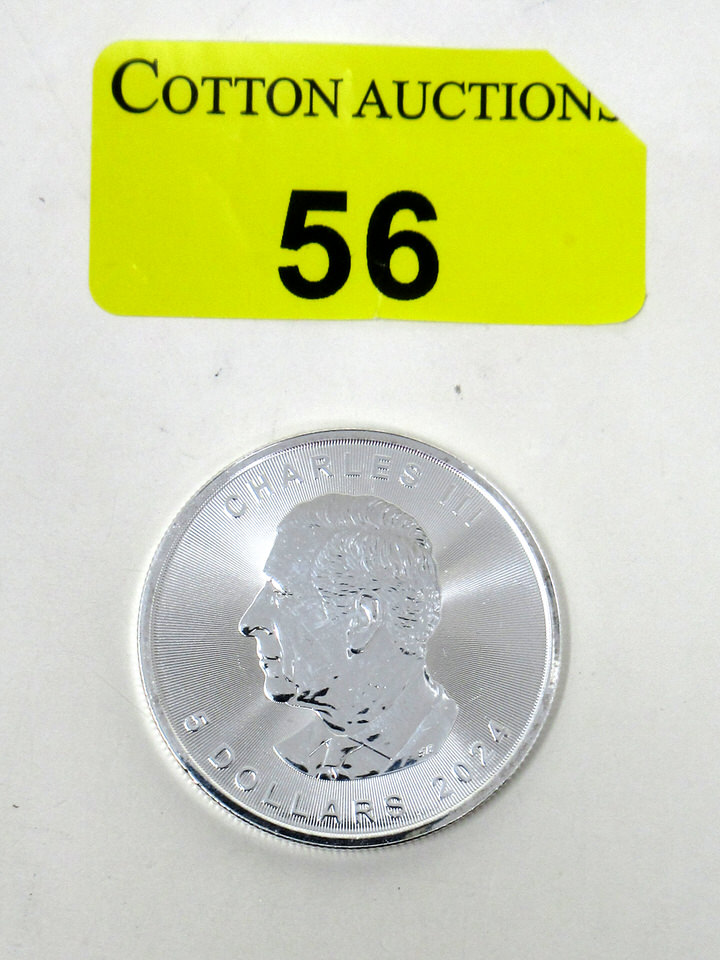 COTTON AUCTIONS
56
CHARLES III
5 DOLLARS 2024